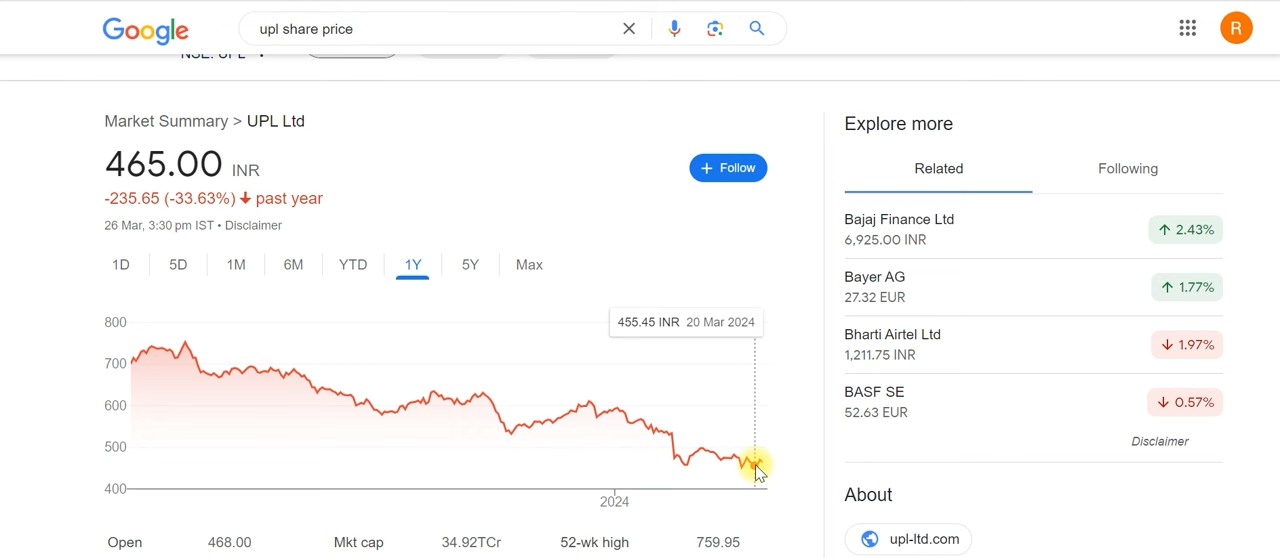 Google
upl share price
R
NSE: UPL
Market Summary > UPL Ltd
465.00 INR
Follow
-235.65 (-33.63%) past year
26 Mar, 3:30 pm IST • Disclaimer
1D 5D 1M 6M YTD 1Y 5Y Max
455.45 INR 20 Mar 2024
800
700
600
500
400
2024
Open 468.00 Mkt cap 34.92TCr 52-wk high 759.95
Explore more
Related Following
Bajaj Finance Ltd
6,925.00 INR
2.43%
Bayer AG
27.32 EUR
1.77%
Bharti Airtel Ltd
1,211.75 INR
1.97%
BASF SE
52.63 EUR
0.57%
Disclaimer
About
upl-ltd.com